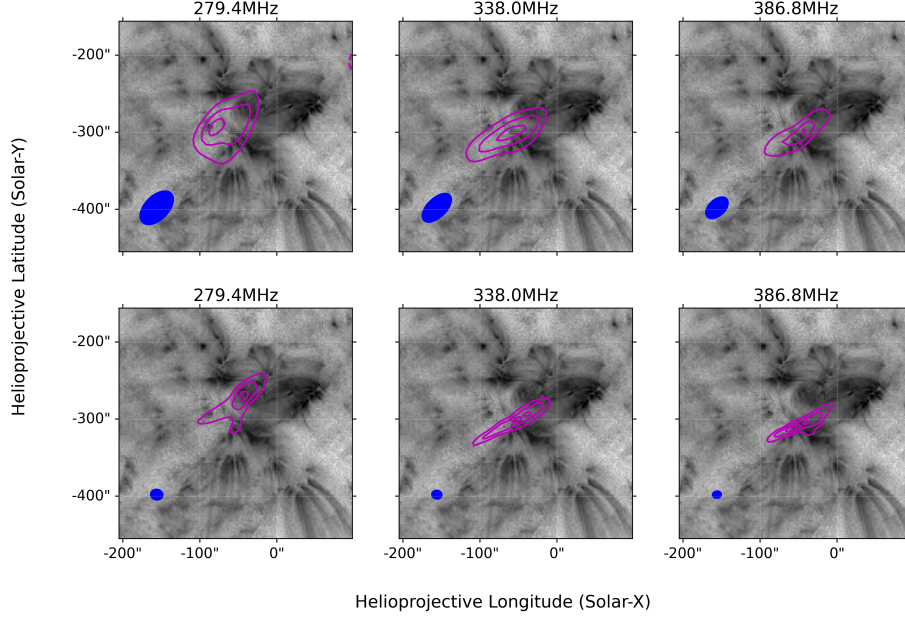 279.4MHz 338.0MHz 386.8MHz
-200"
-300"
-400"
279.4MHz 338.0MHz 386.8MHz
-200"
-300"
-400"
-200" -100" 0" -200" -100" 0" -200" -100" 0"
Helioprojective Latitude (Solar-Y)
Helioprojective Longitude (Solar-X)